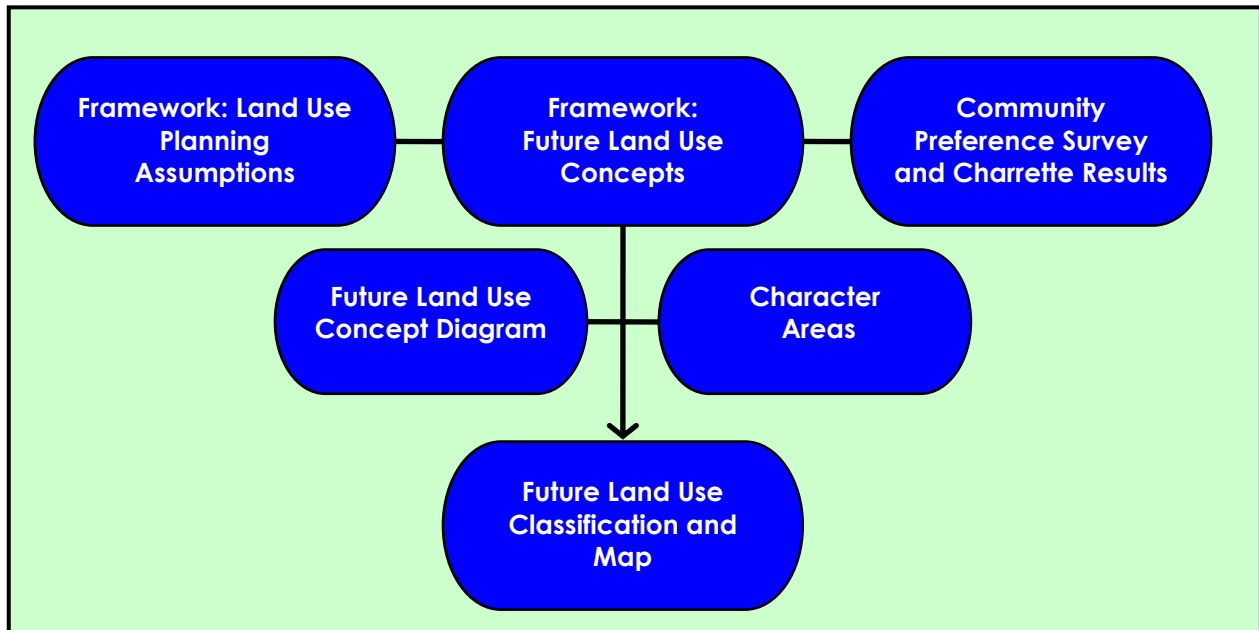 Framework: Land Use
Planning
Assumptions
Framework:
Future Land Use
Concepts
Community
Preference Survey
and Charrette Results
Future Land Use
Concept Diagram
Character
Areas
Future Land Use
Classification and
Map